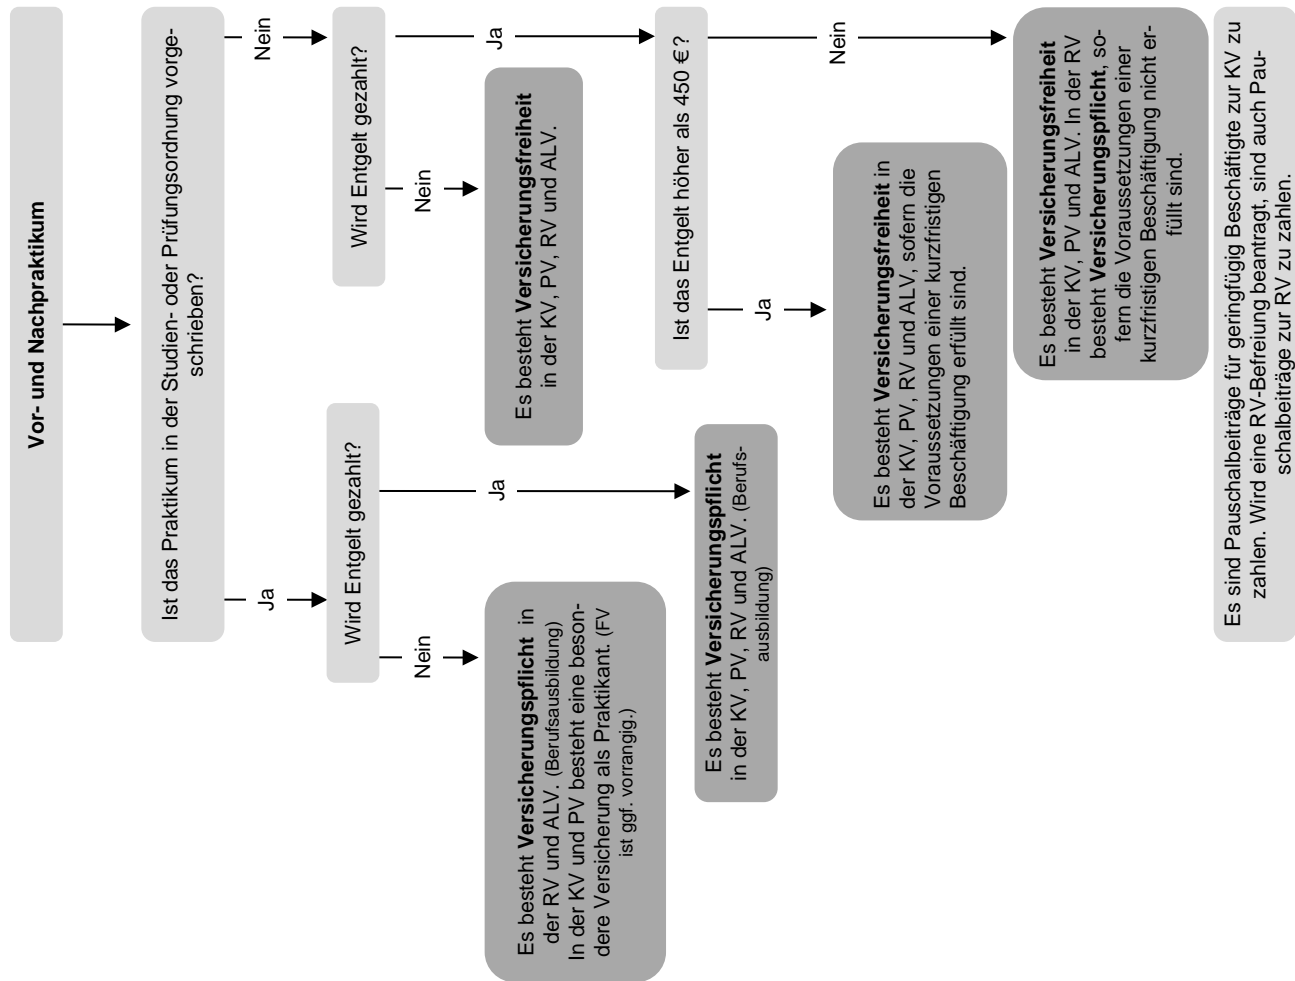 Vor- und Nachpraktikum
Ist das Praktikum in der Studien- oder Prüfungsordnung vorge-
schrieben?
Ja
Nein
Wird Entgelt gezahlt?
Nein
Ja
Es besteht Versicherungspflicht in
der RV und ALV. (Berufsausbildung)
In der KV und PV besteht eine beson-
dere Versicherung als Praktikant. (FV
ist ggf. vorrangig.)
Es besteht Versicherungspflicht
in der KV, PV, RV und ALV. (Berufs-
ausbildung)
Wird Entgelt gezahlt?
Nein
Ja
Es besteht Versicherungsfreiheit
in der KV, PV, RV und ALV.
Ist das Entgelt höher als 450 €?
Ja
Nein
Es besteht Versicherungsfreiheit in
der KV, PV, RV und ALV, sofern die
Voraussetzungen einer kurzfristigen
Beschäftigung erfüllt sind.
Es besteht Versicherungsfreiheit
in der KV, PV und ALV. In der RV
besteht Versicherungspflicht, so-
fern die Voraussetzungen einer
kurzfristigen Beschäftigung nicht er-
füllt sind.
Es sind Pauschalbeiträge für geringfügig Beschäftigte zur KV zu
zahlen. Wird eine RV-Befreiung beantragt, sind auch Pau-
schalbeiträge zur RV zu zahlen.